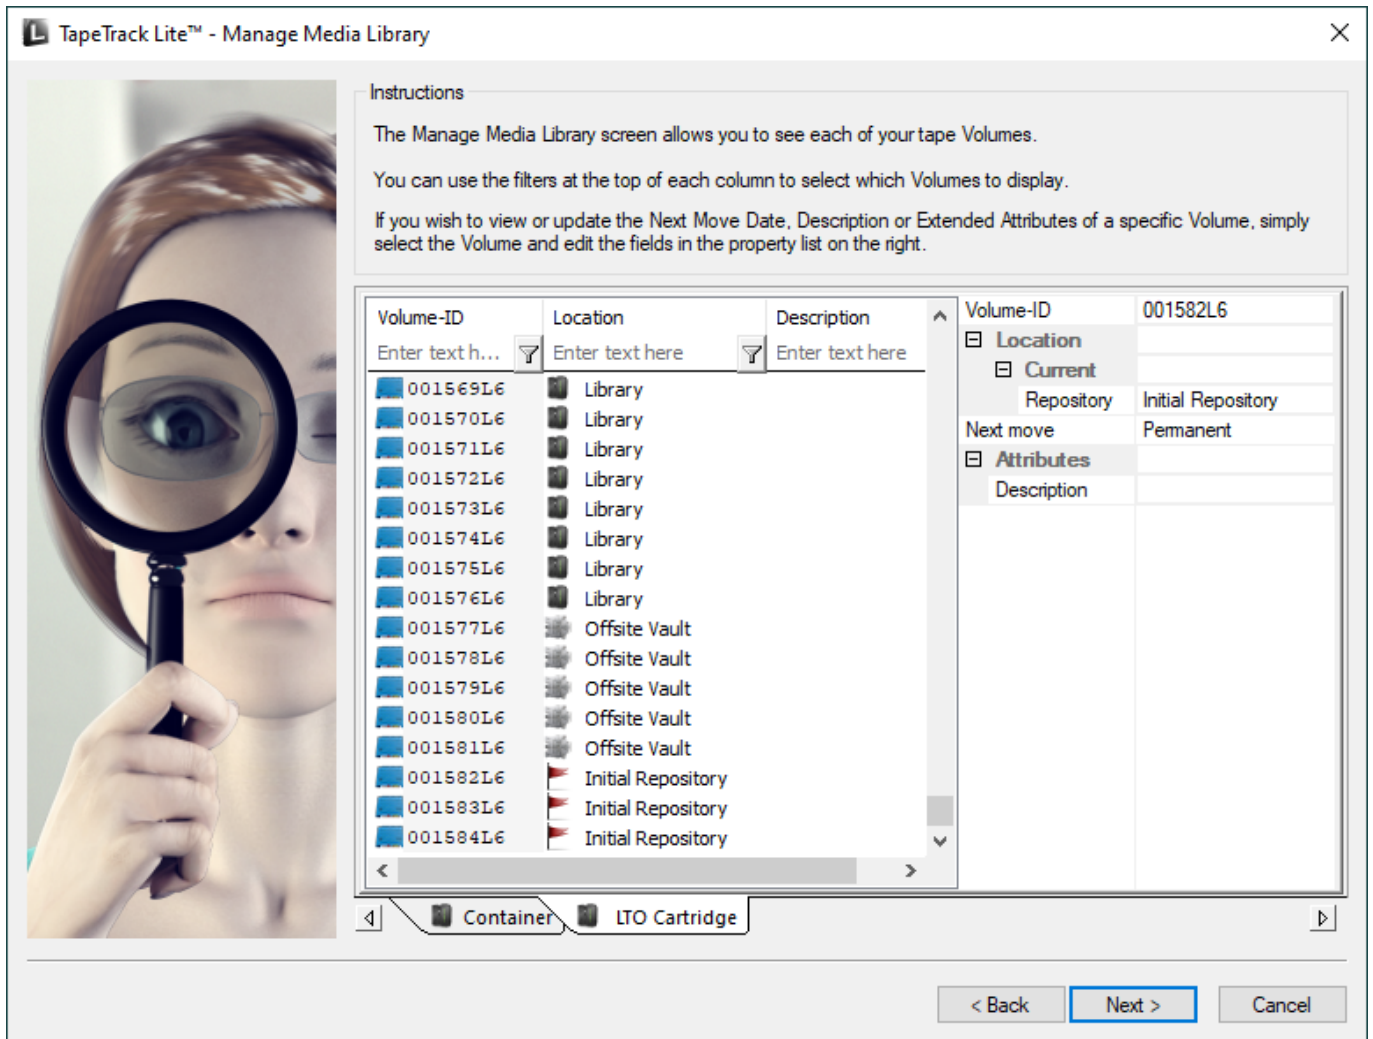 TapeTrack Lite™ - Manage Media Library
Instructions
The Manage Media Library screen allows you to see each of your tape Volumes.
You can use the filters at the top of each column to select which Volumes to display.
If you wish to view or update the Next Move Date, Description or Extended Attributes of a specific Volume, simply
select the Volume and edit the fields in the property list on the right.
Volume-ID Location Description
Enter text h... Enter text here Enter text here
001569L6 Library
001570L6 Library
001571L6 Library
001572L6 Library
001573L6 Library
001574L6 Library
001575L6 Library
001576L6 Library
001577L6 Offsite Vault
001578L6 Offsite Vault
001579L6 Offsite Vault
001580L6 Offsite Vault
001581L6 Offsite Vault
001582L6 Initial Repository
001583L6 Initial Repository
001584L6 Initial Repository
Volume-ID 001582L6
Location
Current
Repository Initial Repository
Next move Permanent
Attributes
Description
Container LTO Cartridge
< Back Next > Cancel